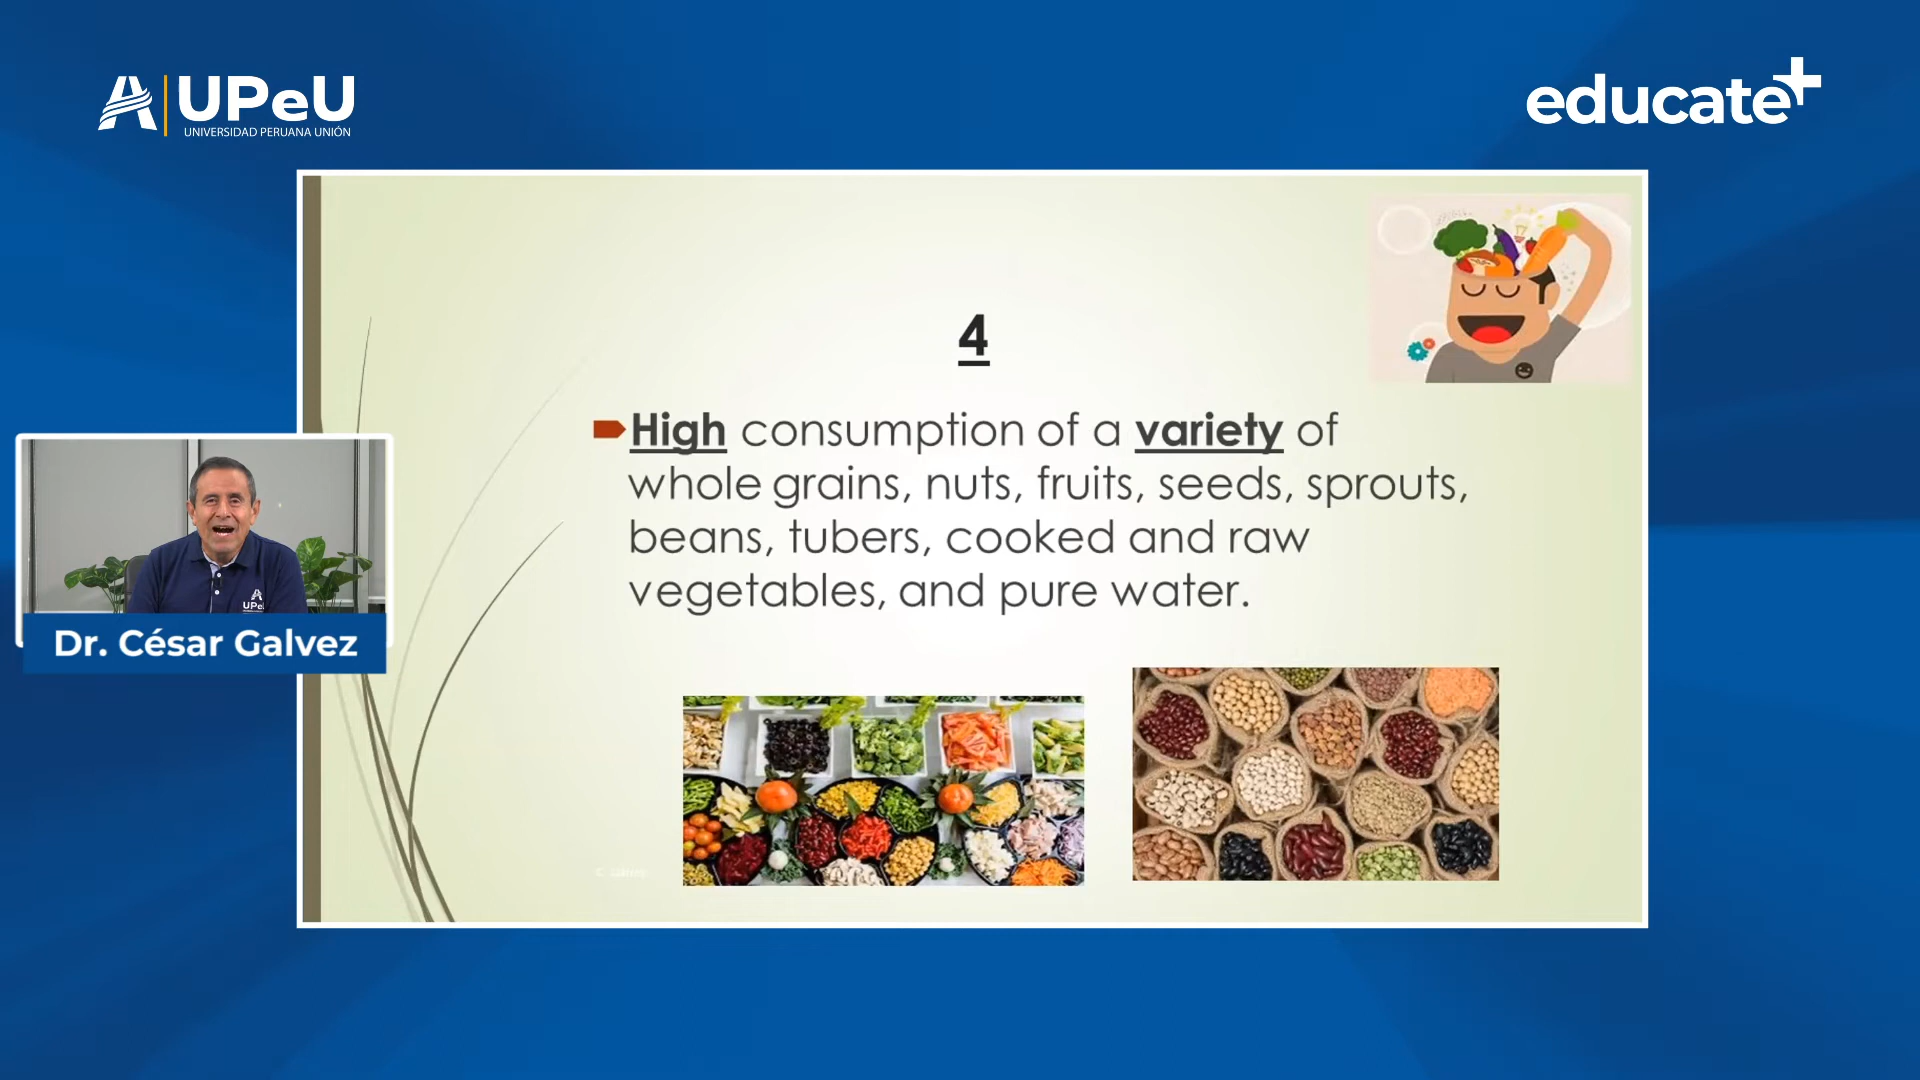 UPeU
UNIVERSIDAD PERUANA UNIÓN
educate+
4
High consumption of a variety of
whole grains, nuts, fruits, seeds, sprouts,
beans, tubers, cooked and raw
vegetables, and pure water.
Dr. César Galvez